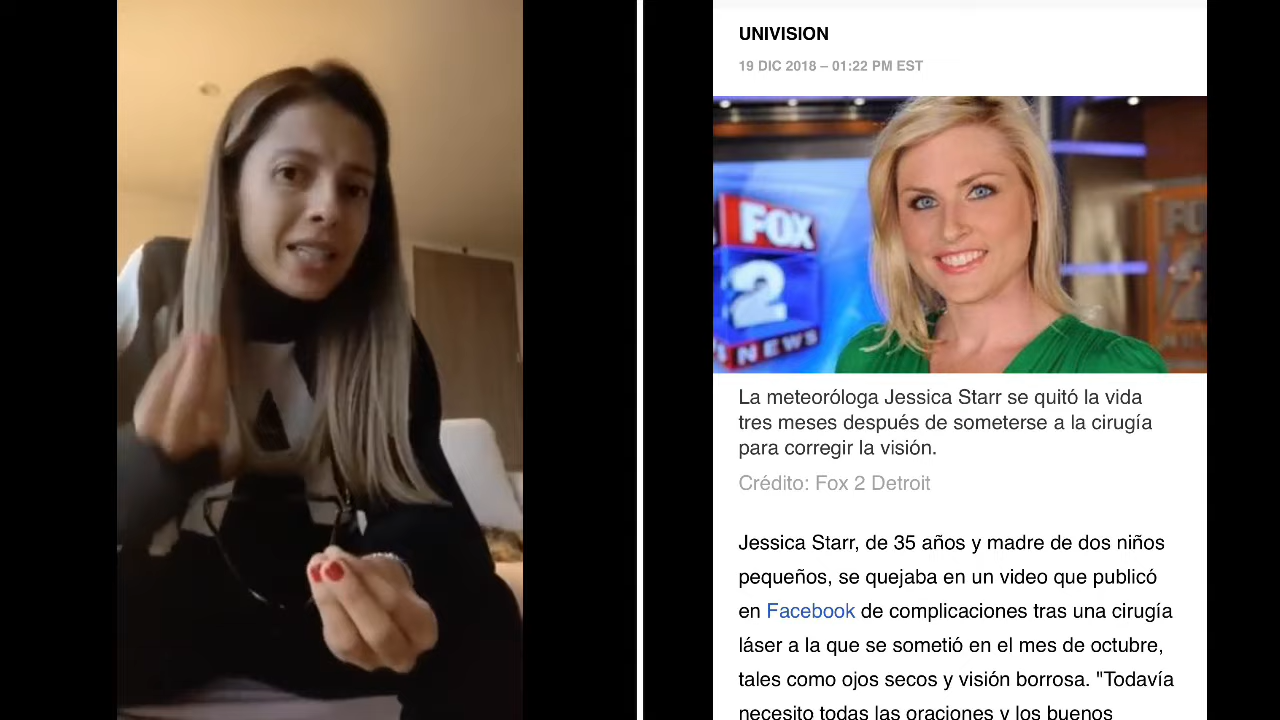 UNIVISION
19 DIC 2018 – 01:22 PM EST
FOX
2
NEWS
La meteoróloga Jessica Starr se quitó la vida
tres meses después de someterse a la cirugía
para corregir la visión.
Crédito: Fox 2 Detroit
Jessica Starr, de 35 años y madre de dos niños
pequeños, se quejaba en un video que publicó
en Facebook de complicaciones tras una cirugía
láser a la que se sometió en el mes de octubre,
tales como ojos secos y visión borrosa. "Todavía
necesito todas las oraciones y los buenos